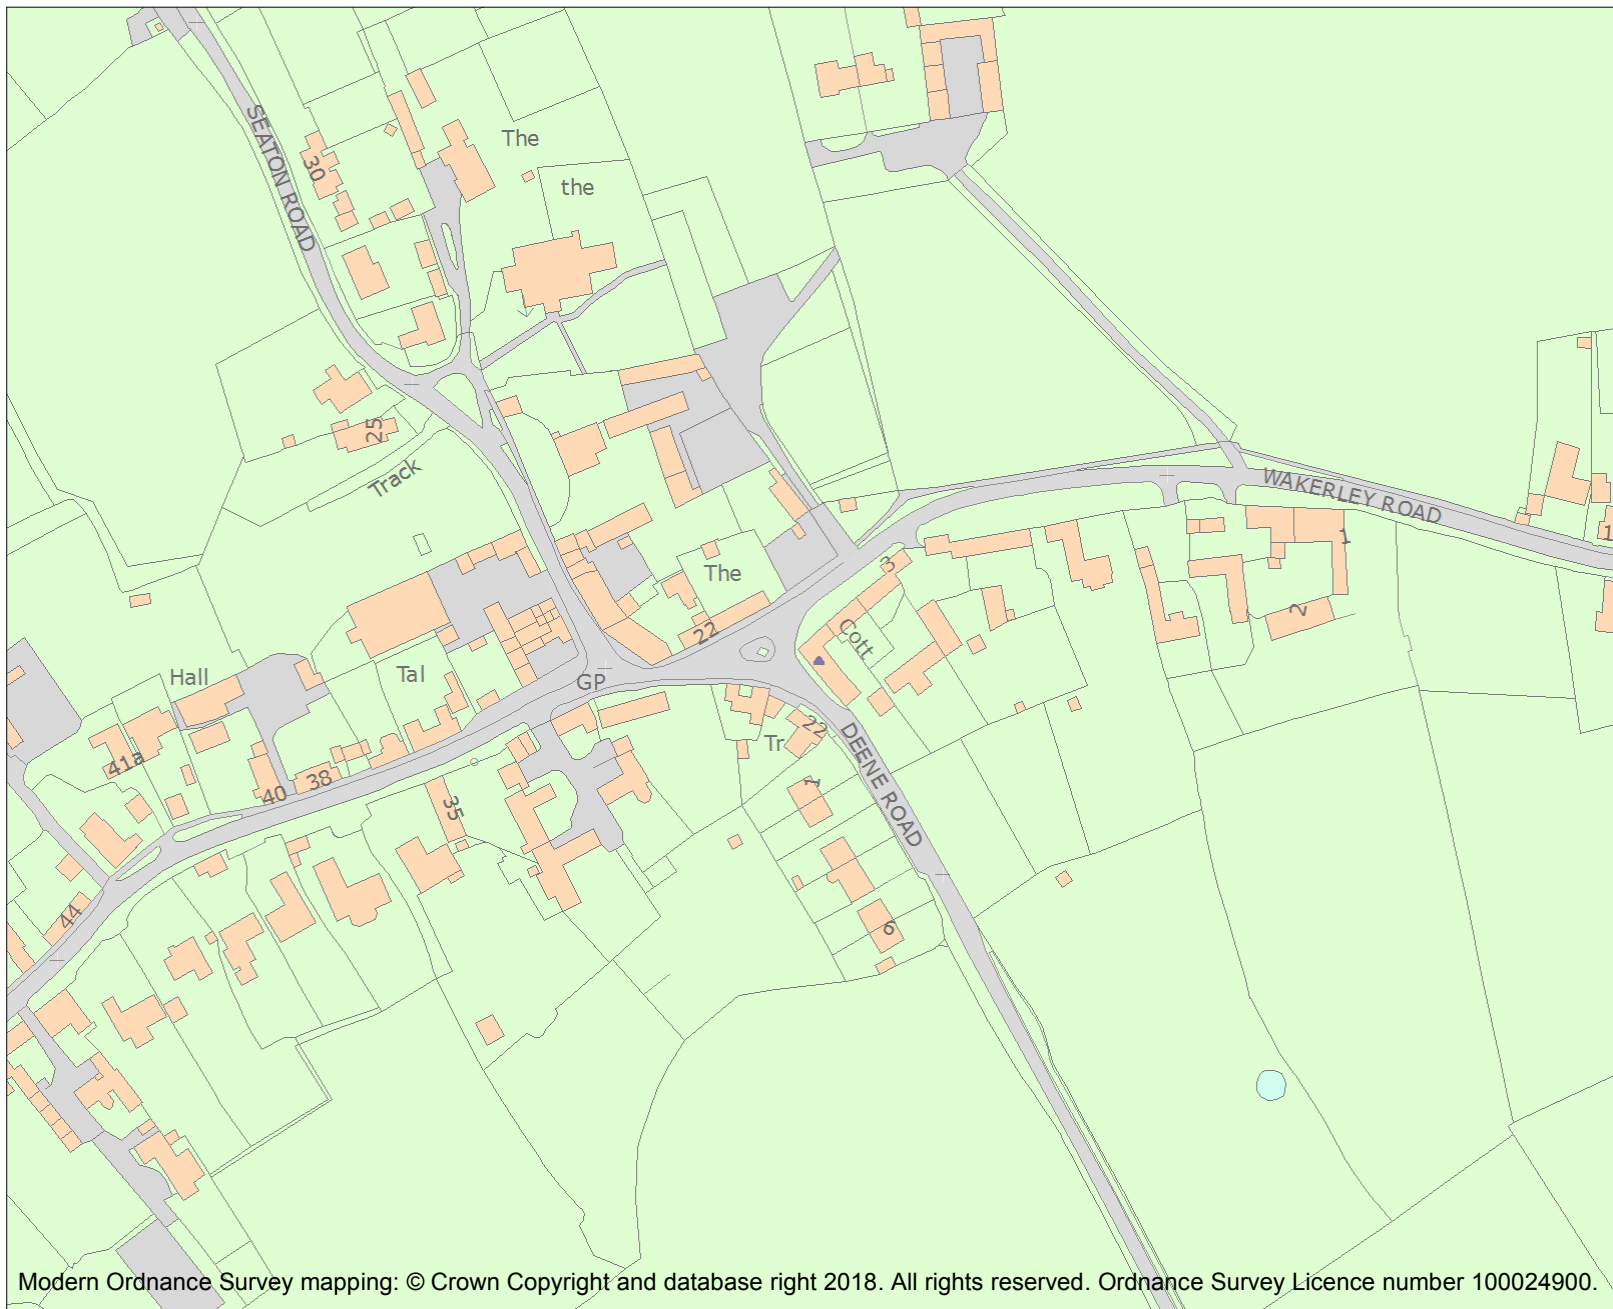 The
SEATON ROAD
30
the
25
Track
WAKERLEY ROAD
1
1
3
The
2
22
Cott
Hall
Tal
GP
22
Tr
DEENE ROAD
41a
40
38
35
1
44
6
Modern Ordnance Survey mapping: © Crown Copyright and database right 2018. All rights reserved. Ordnance Survey Licence number 100024900.